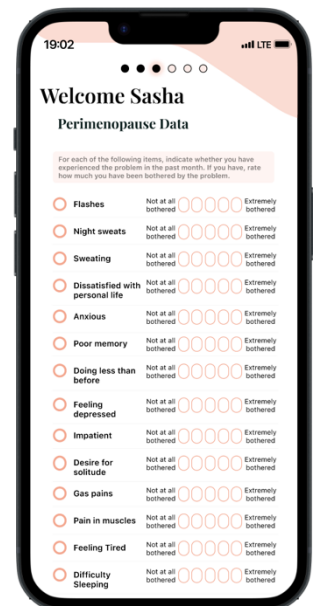 19:02 LTE
Welcome Sasha
Perimenopause Data
For each of the following items, indicate whether you have
experienced the problem in the past month. If you have, rate
how much you have been bothered by the problem.
Flashes Not at all bothered Extremely bothered
Night sweats Not at all bothered Extremely bothered
Sweating Not at all bothered Extremely bothered
Dissatisfied with personal life Not at all bothered Extremely bothered
Anxious Not at all bothered Extremely bothered
Poor memory Not at all bothered Extremely bothered
Doing less than before Not at all bothered Extremely bothered
Feeling depressed Not at all bothered Extremely bothered
Impatient Not at all bothered Extremely bothered
Desire for solitude Not at all bothered Extremely bothered
Gas pains Not at all bothered Extremely bothered
Pain in muscles Not at all bothered Extremely bothered
Feeling Tired Not at all bothered Extremely bothered
Difficulty Sleeping Not at all bothered Extremely bothered